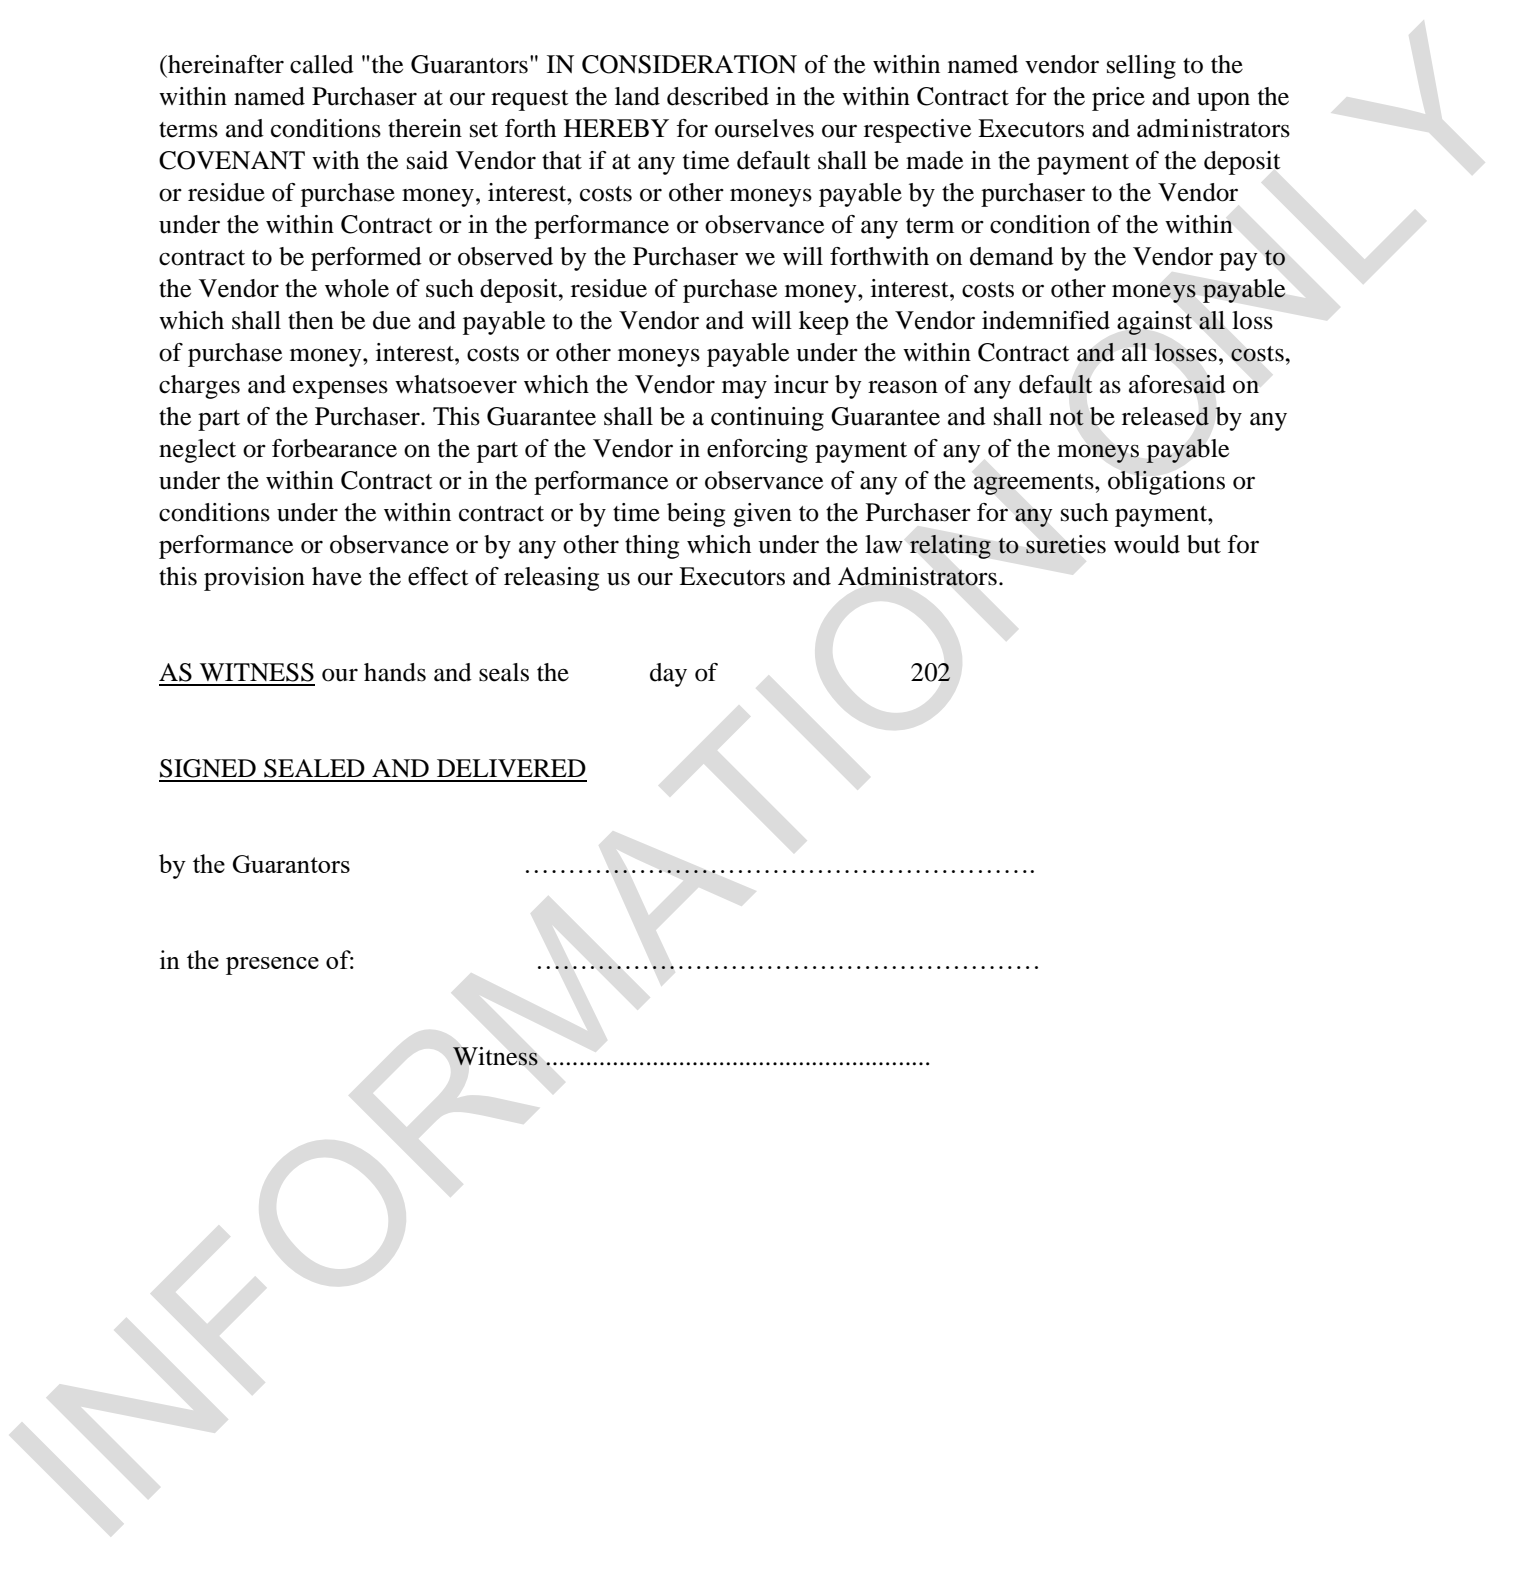 (hereinafter called "the Guarantors" IN CONSIDERATION of the within named vendor selling to the
within named Purchaser at our request the land described in the within Contract for the price and upon the
terms and conditions therein set forth HEREBY for ourselves our respective Executors and administrators
COVENANT with the said Vendor that if at any time default shall be made in the payment of the deposit
or residue of purchase money, interest, costs or other moneys payable by the purchaser to the Vendor
under the within Contract or in the performance or observance of any term or condition of the within
contract to be performed or observed by the Purchaser we will forthwith on demand by the Vendor pay to
the Vendor the whole of such deposit, residue of purchase money, interest, costs or other moneys payable
which shall then be due and payable to the Vendor and will keep the Vendor indemnified against all loss
of purchase money, interest, costs or other moneys payable under the within Contract and all losses, costs,
charges and expenses whatsoever which the Vendor may incur by reason of any default as aforesaid on
the part of the Purchaser. This Guarantee shall be a continuing Guarantee and shall not be released by any
neglect or forbearance on the part of the Vendor in enforcing payment of any of the moneys payable
under the within Contract or in the performance or observance of any of the agreements, obligations or
conditions under the within contract or by time being given to the Purchaser for any such payment,
performance or observance or by any other thing which under the law relating to sureties would but for
this provision have the effect of releasing us our Executors and Administrators.
AS WITNESS our hands and seals the day of 202
SIGNED SEALED AND DELIVERED
by the Guarantors ………………………………………………….
in the presence of: …………………………………………………
Witness ..........................................................
INFORMATION ONLY